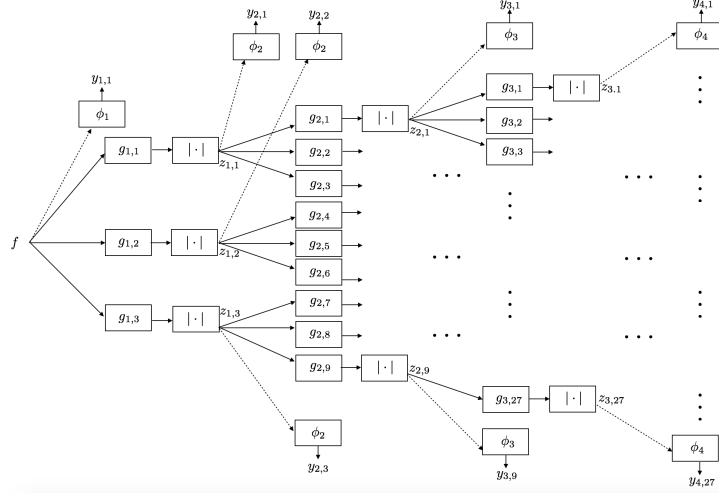 y_{3,1} y_{4,1}
y_{2,1} y_{2,2}
ϕ_3 ϕ_4
ϕ_2 ϕ_2
y_{1,1}
g_{3,1} |·| z_{3.1}
ϕ_1
g_{2,1} |·| g_{3,2}
z_{2,1}
g_{1,1} |·| g_{2,2} g_{3,3}
z_{1,1}
g_{2,3}
g_{2,4}
f g_{1,2} |·| g_{2,5}
z_{1,2}
g_{2,6}
g_{2,7}
z_{1,3}
g_{1,3} |·| g_{2,8}
g_{2,9} |·| z_{2,9}
g_{3,27} |·| z_{3,27}
ϕ_2 ϕ_3 ϕ_4
y_{2,3} y_{3,9} y_{4,27}